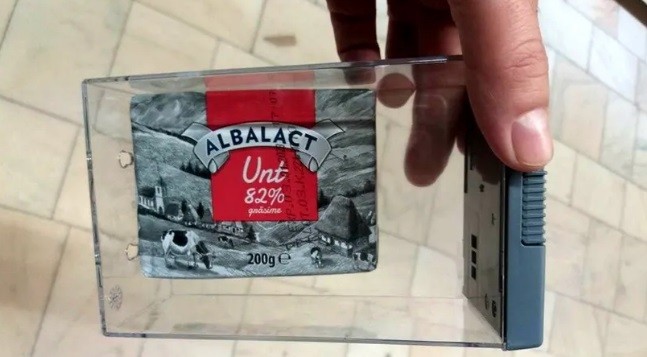 ALBALACT
Unt
82%
grăsime
200g ℮